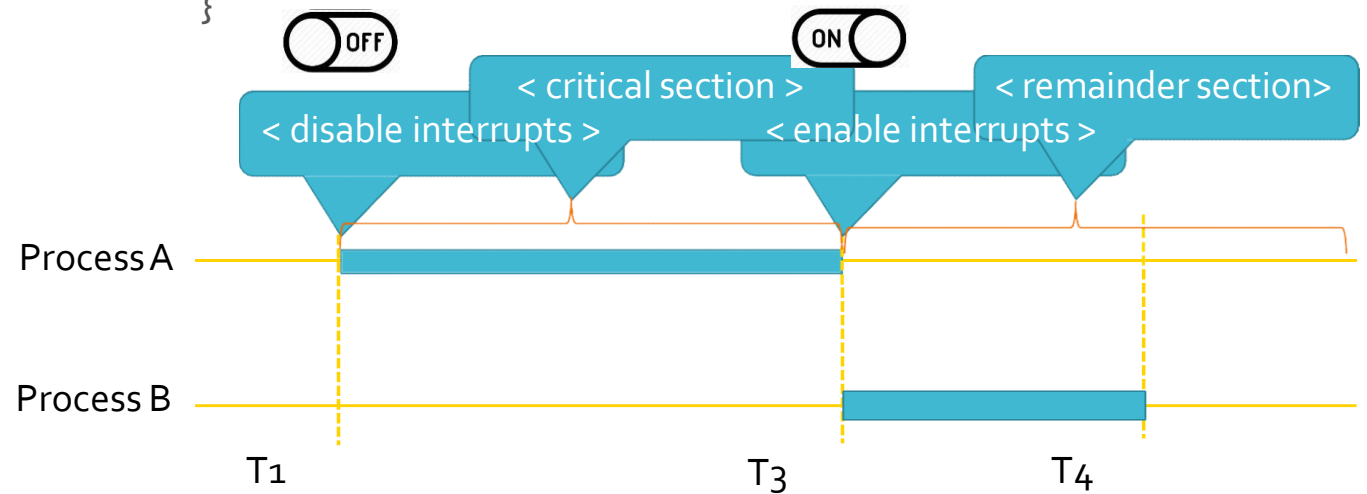 }
OFF
ON
< critical section >
< remainder section>
< disable interrupts >
< enable interrupts >
Process A
Process B
T1
T3
T4